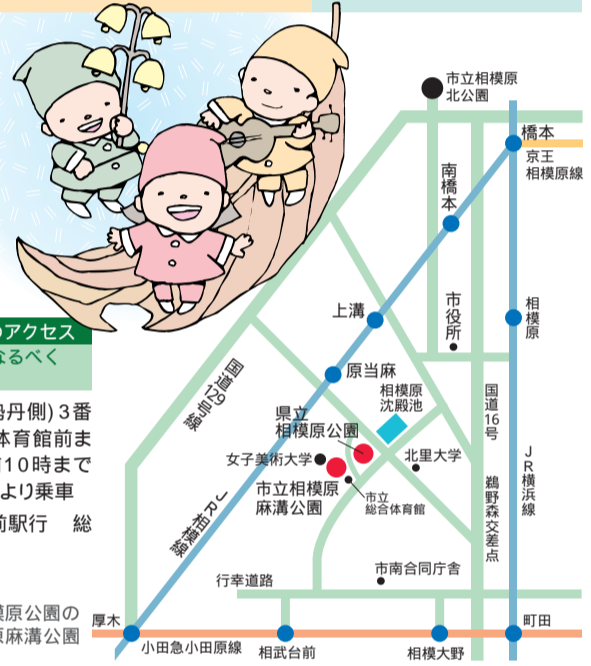 市立相模原
北公園
橋本
京王
相模原線
南橋本
市役所
相模原
上溝
原当麻
相模原
沈殿池
国道129号線
国道16号
県立
相模原公園
女子美術大学
北里大学
市立相模原
麻溝公園
市立
総合体育館
JR相模線
JR横浜線
鵜野森交差点
市南合同庁舎
行幸道路
厚木
小田急小田原線
相武台前
相模大野
町田
アクセス
なるべく
丹側)3番
体育館前ま
10時まで
より乗車
前駅行 総
模原公園の
原麻溝公園